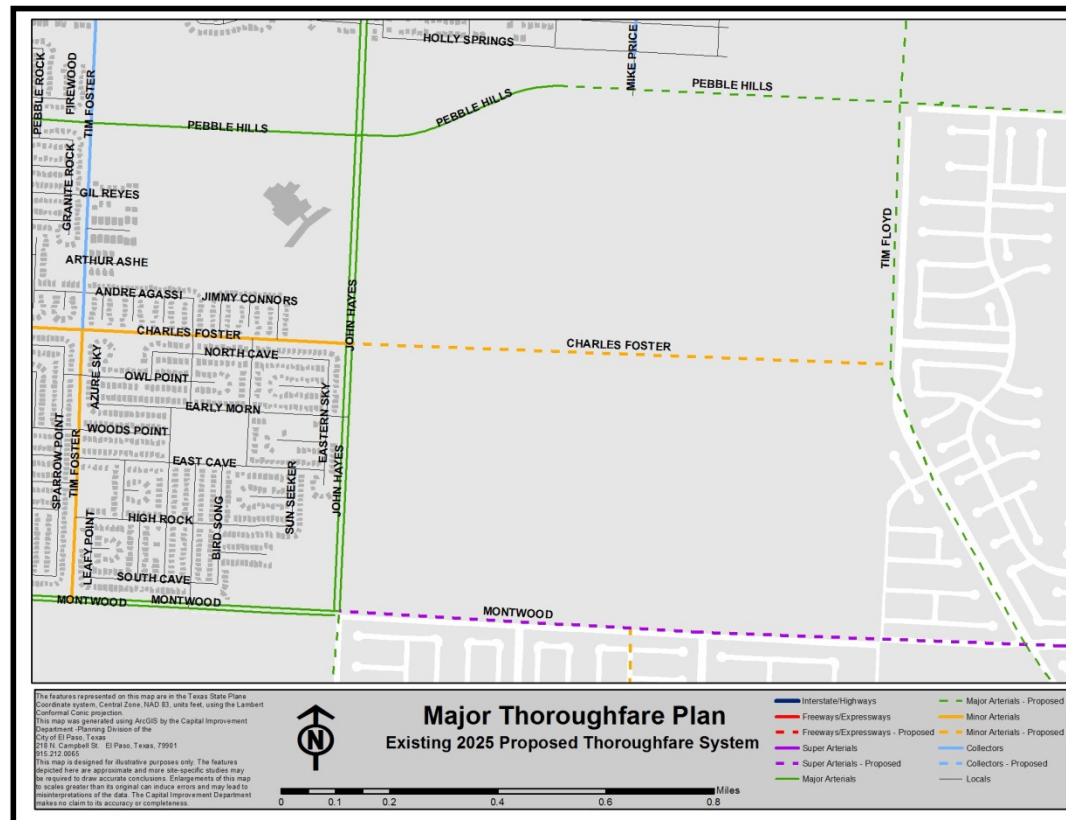 HOLLY SPRINGS
MIKE PRICE
PEBBLE ROCK
FIREWOOD
TIM FOSTER
PEBBLE HILLS
PEBBLE HILLS
PEBBLE HILLS
GRANITE ROCK
GIL REYES
TIM FLOYD
ARTHUR ASHE
ANDRE AGASSI
JIMMY CONNORS
JOHN HAYES
CHARLES FOSTER
CHARLES FOSTER
NORTH CAVE
AZURE SKY
OWL POINT
EASTERN SKY
EARLY MORN
WOODS POINT
SPARROW POINT
TIM FOSTER
EAST CAVE
SUN SEEKER
JOHN HAYES
BIRD SONG
HIGH ROCK
LEAFY POINT
SOUTH CAVE
MONTWOOD
MONTWOOD
MONTWOOD
The features represented on this map are in the Texas State Plane
Coordinate system, Central Zone, NAD 83, units feet, using the Lambert
Conformal Conic projection.
This map was generated using ArcGIS by the Capital Improvement
Department -Planning Division of the
City of El Paso, Texas
218 N. Campbell St. El Paso, Texas, 79901
915.212.0065
This map is designed for illustrative purposes only. The features
depicted here are approximate and more site-specific studies may
be required to draw accurate conclusions. Enlargements of this map
to scales greater than its original can induce errors and may lead to
misinterpretations of the data. The Capital Improvement Department
makes no claim to its accuracy or completeness.
N
Major Thoroughfare Plan
Existing 2025 Proposed Thoroughfare System
0 0.1 0.2 0.4 0.6 0.8
Miles
Interstate/Highways
Freeways/Expressways
Freeways/Expressways - Proposed
Super Arterials
Super Arterials - Proposed
Major Arterials
Major Arterials - Proposed
Minor Arterials
Minor Arterials - Proposed
Collectors
Collectors - Proposed
Locals